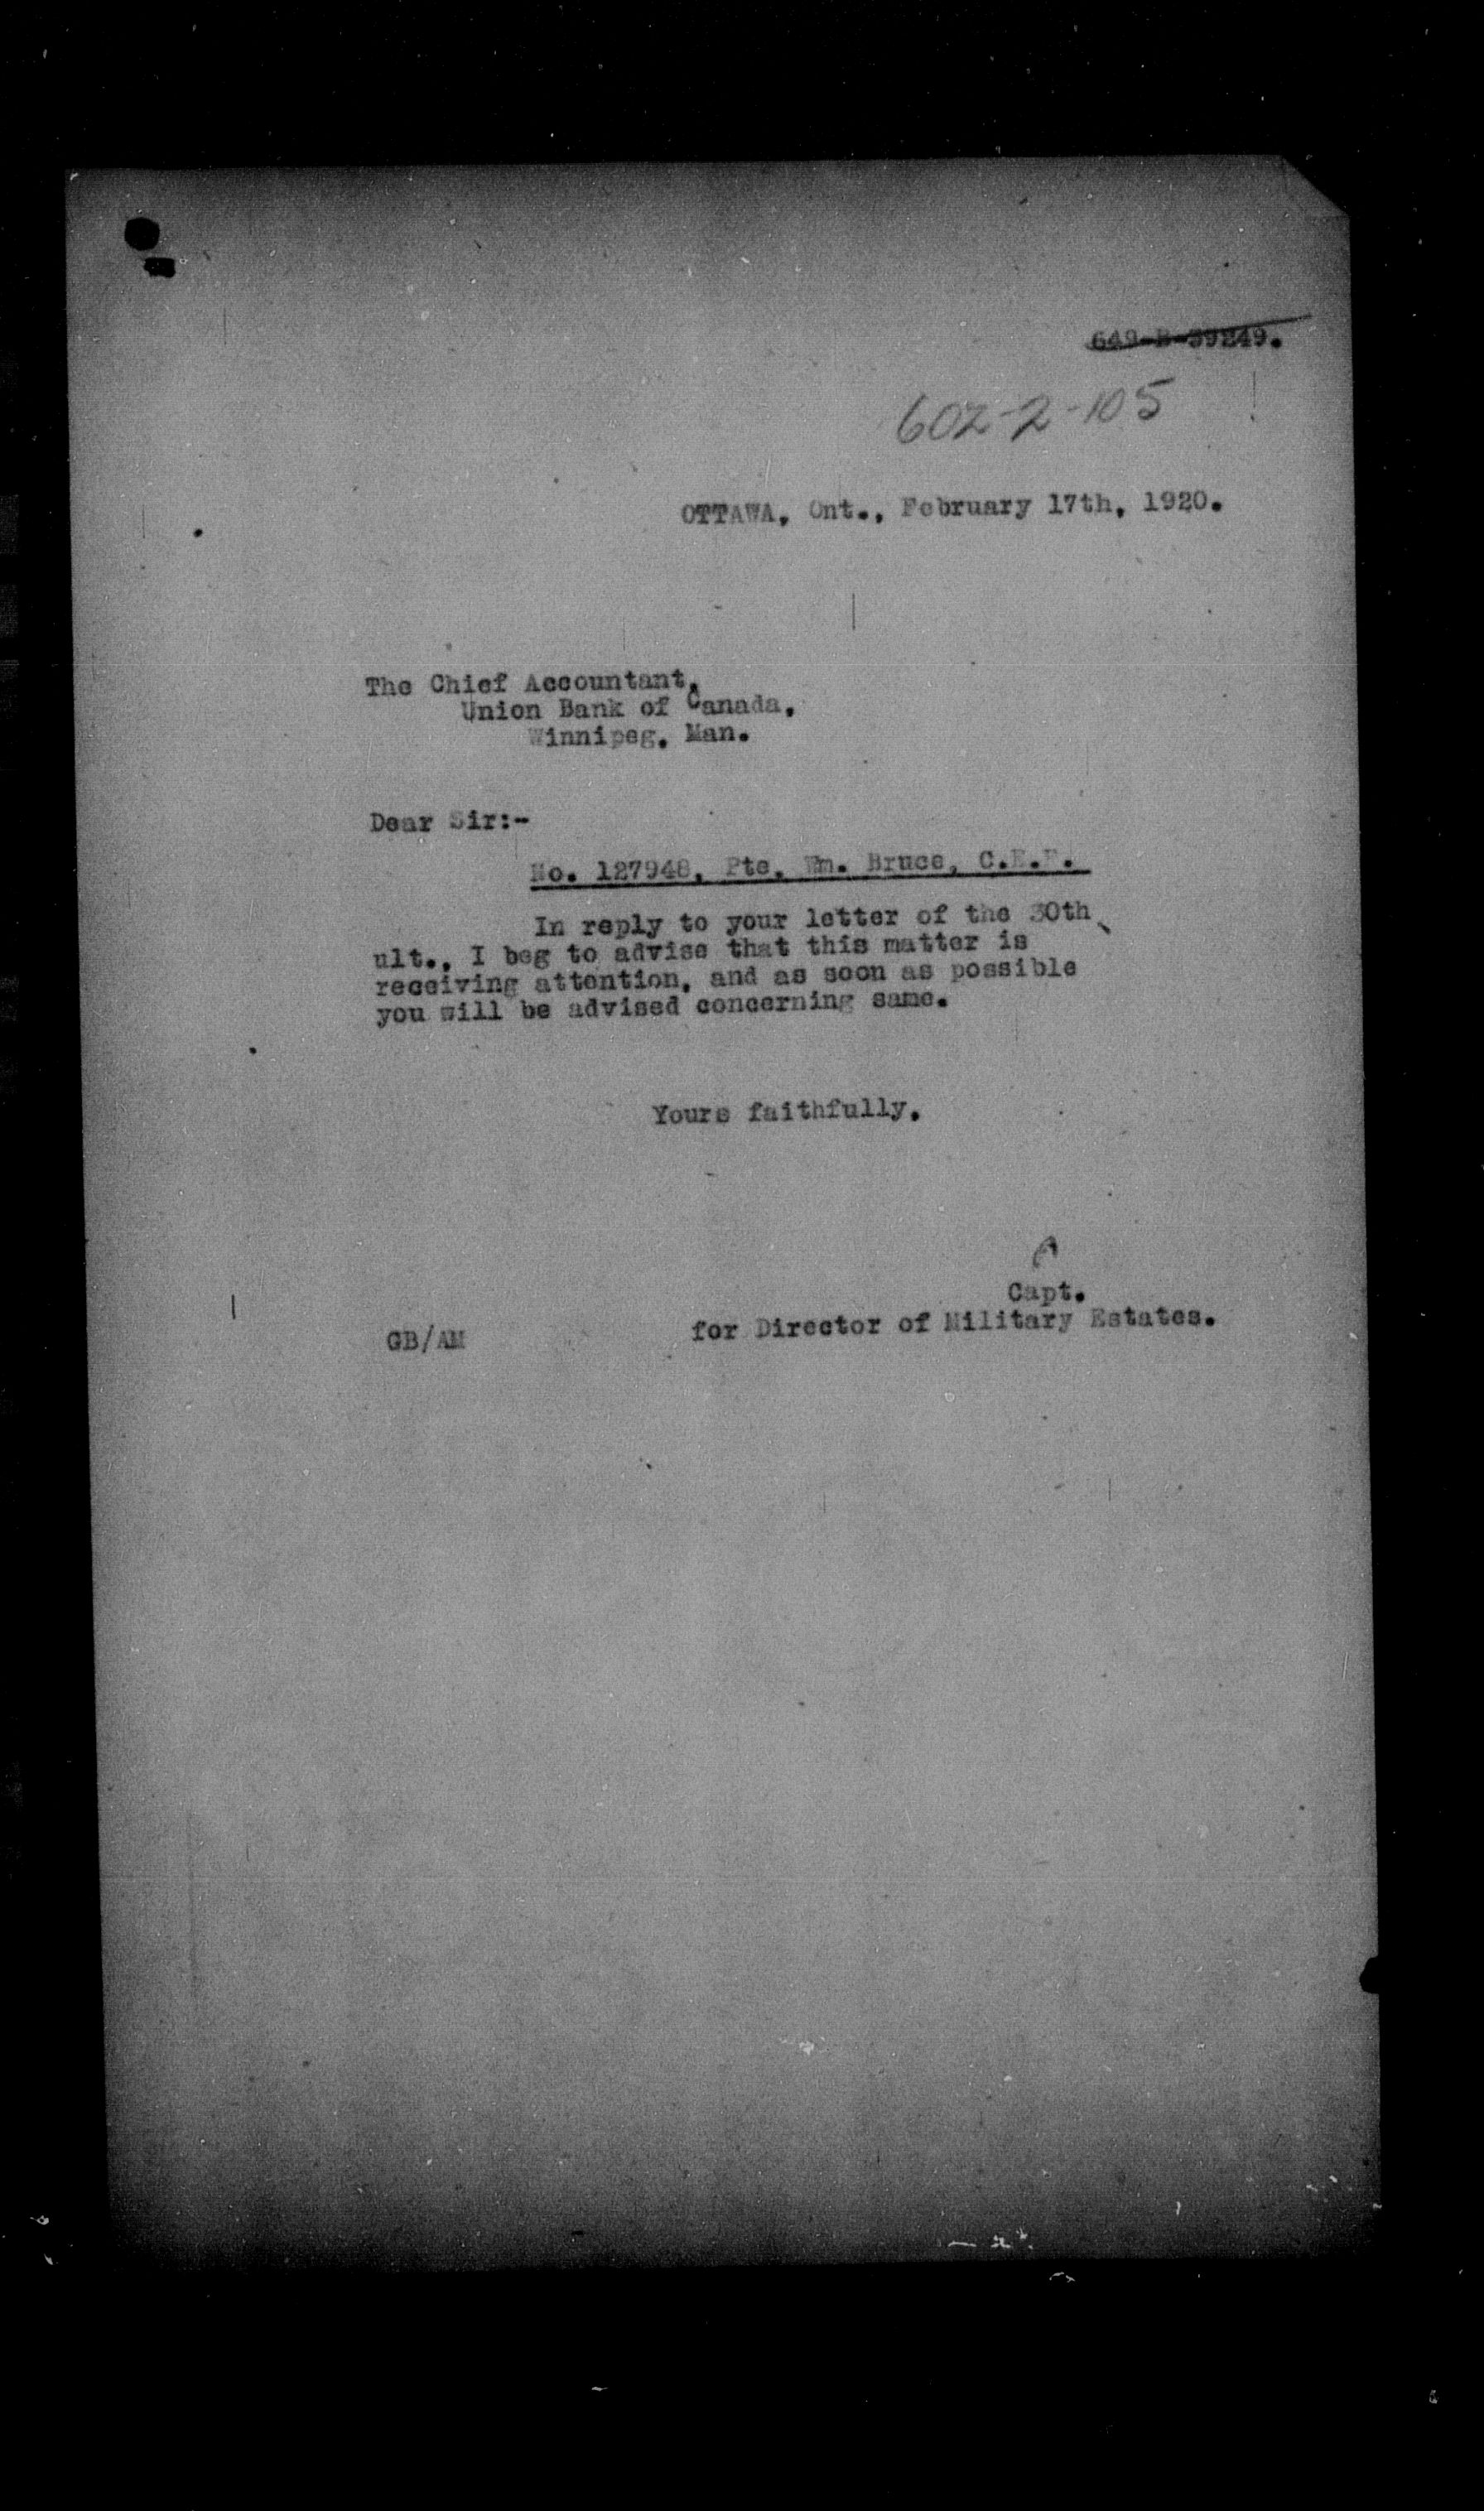 649-B-39249.
602-2-105
OTTAWA, Ont., February 17th, 1920.
The Chief Accountant,
Union Bank of Canada,
Winnipeg, Man.
Dear Sir:-
No. 127948, Pte. Wm. Bruce, C.E.F.
In reply to your letter of the 30th
ult., I beg to advise that this matter is
receiving attention, and as soon as possible
you will be advised concerning same.
Yours faithfully,
Capt.
for Director of Military Estates.
GB/AM